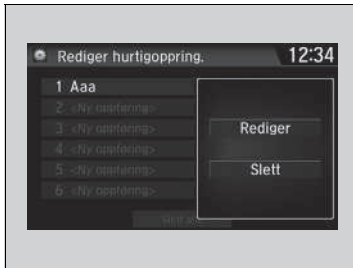 Rediger hurtigoppring.
12:34
1 Aaa
2 <Ny oppføring>
3 <Ny oppføring>
4 <Ny oppføring>
5 <Ny oppføring>
6 <Ny oppføring>
Rediger
Slett